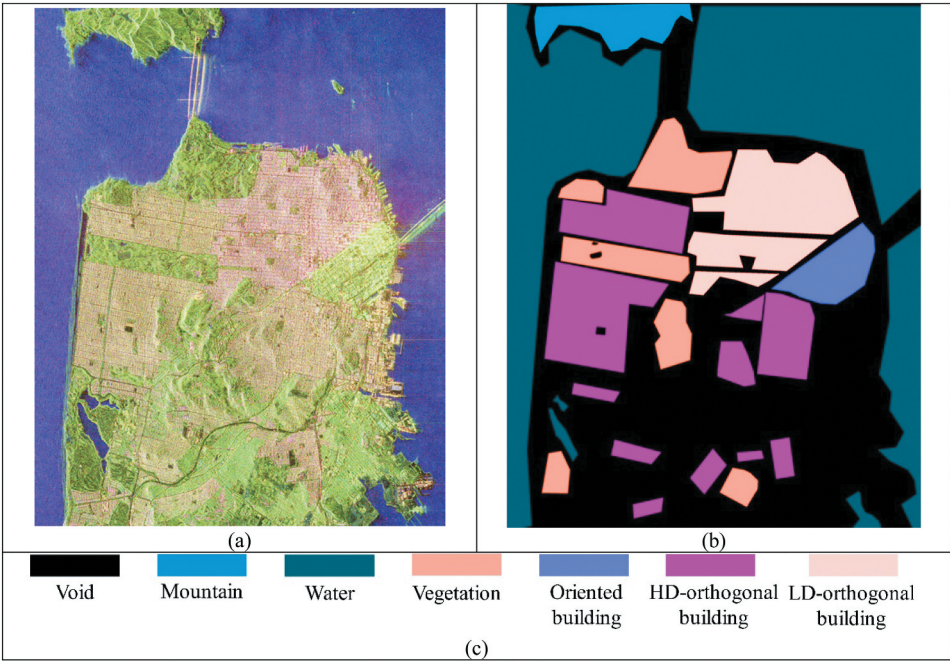 (a)
(b)
Void
Mountain
Water
Vegetation
Oriented
building
HD-orthogonal
building
LD-orthogonal
building
(c)